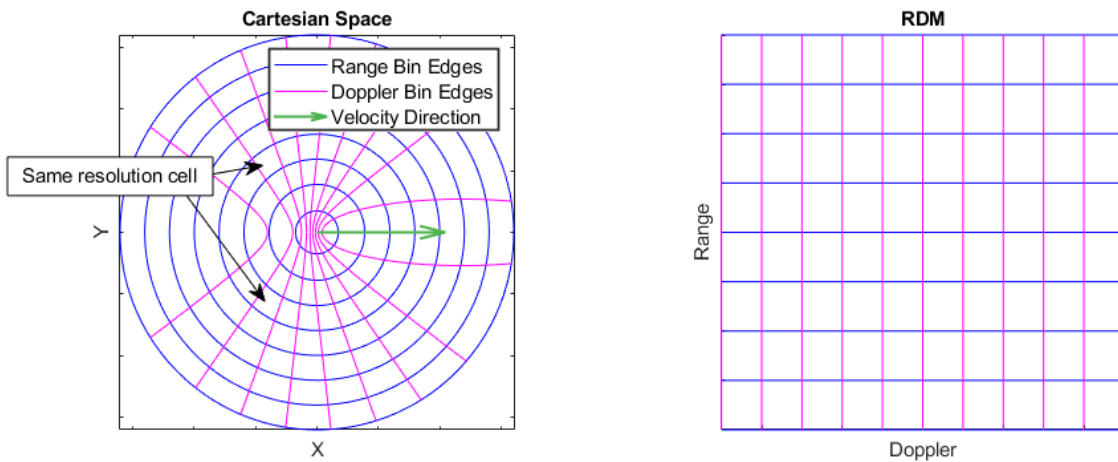 Cartesian Space
Range Bin Edges
Doppler Bin Edges
Velocity Direction
Same resolution cell
Y
X
RDM
Range
Doppler